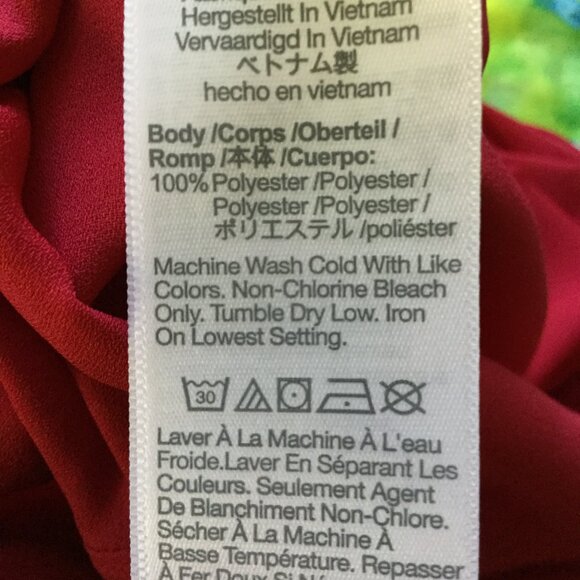 Hergestellt In Vietnam
Vervaardigd In Vietnam
ベトナム製
hecho en vietnam
Body /Corps /Oberteil /
Romp /本体 /Cuerpo:
100% Polyester /Polyester /
Polyester /Polyester /
ポリエステル /poliéster
Machine Wash Cold With Like
Colors. Non-Chlorine Bleach
Only. Tumble Dry Low. Iron
On Lowest Setting.
30
Laver À La Machine À L'eau
Froide.Laver En Séparant Les
Couleurs. Seulement Agent
De Blanchiment Non-Chlore.
Sécher À La Machine À
Basse Température. Repasser
À Fer Doux Si